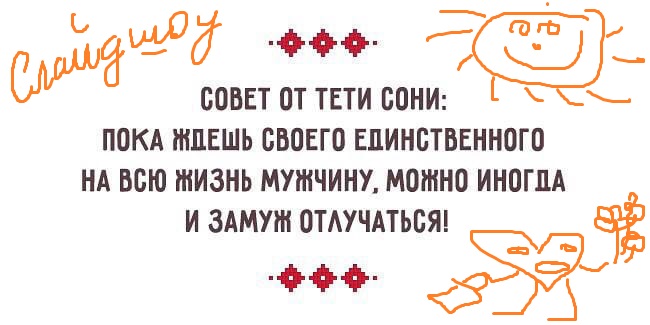 Слайдшоу
СОВЕТ ОТ ТЕТИ СОНИ:
ПОКА ЖДЕШЬ СВОЕГО ЕДИНСТВЕННОГО
НА ВСЮ ЖИЗНЬ МУЖЧИНУ, МОЖНО ИНОГДА
И ЗАМУЖ ОТЛУЧАТЬСЯ!